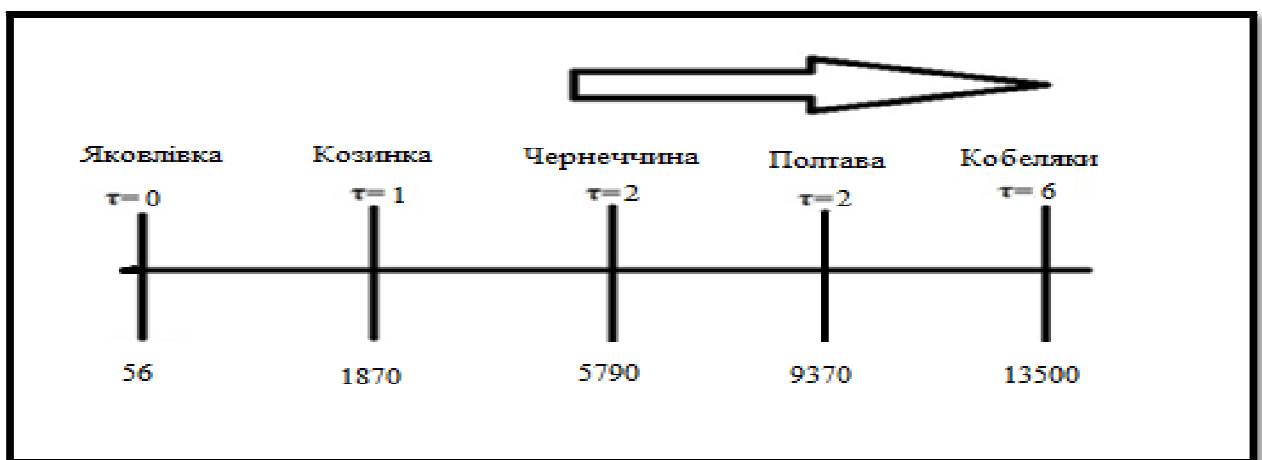 Яковлівка Козинка Чернеччина Полтава Кобеляки
τ= 0 τ= 1 τ=2 τ=2 τ= 6
56 1870 5790 9370 13500